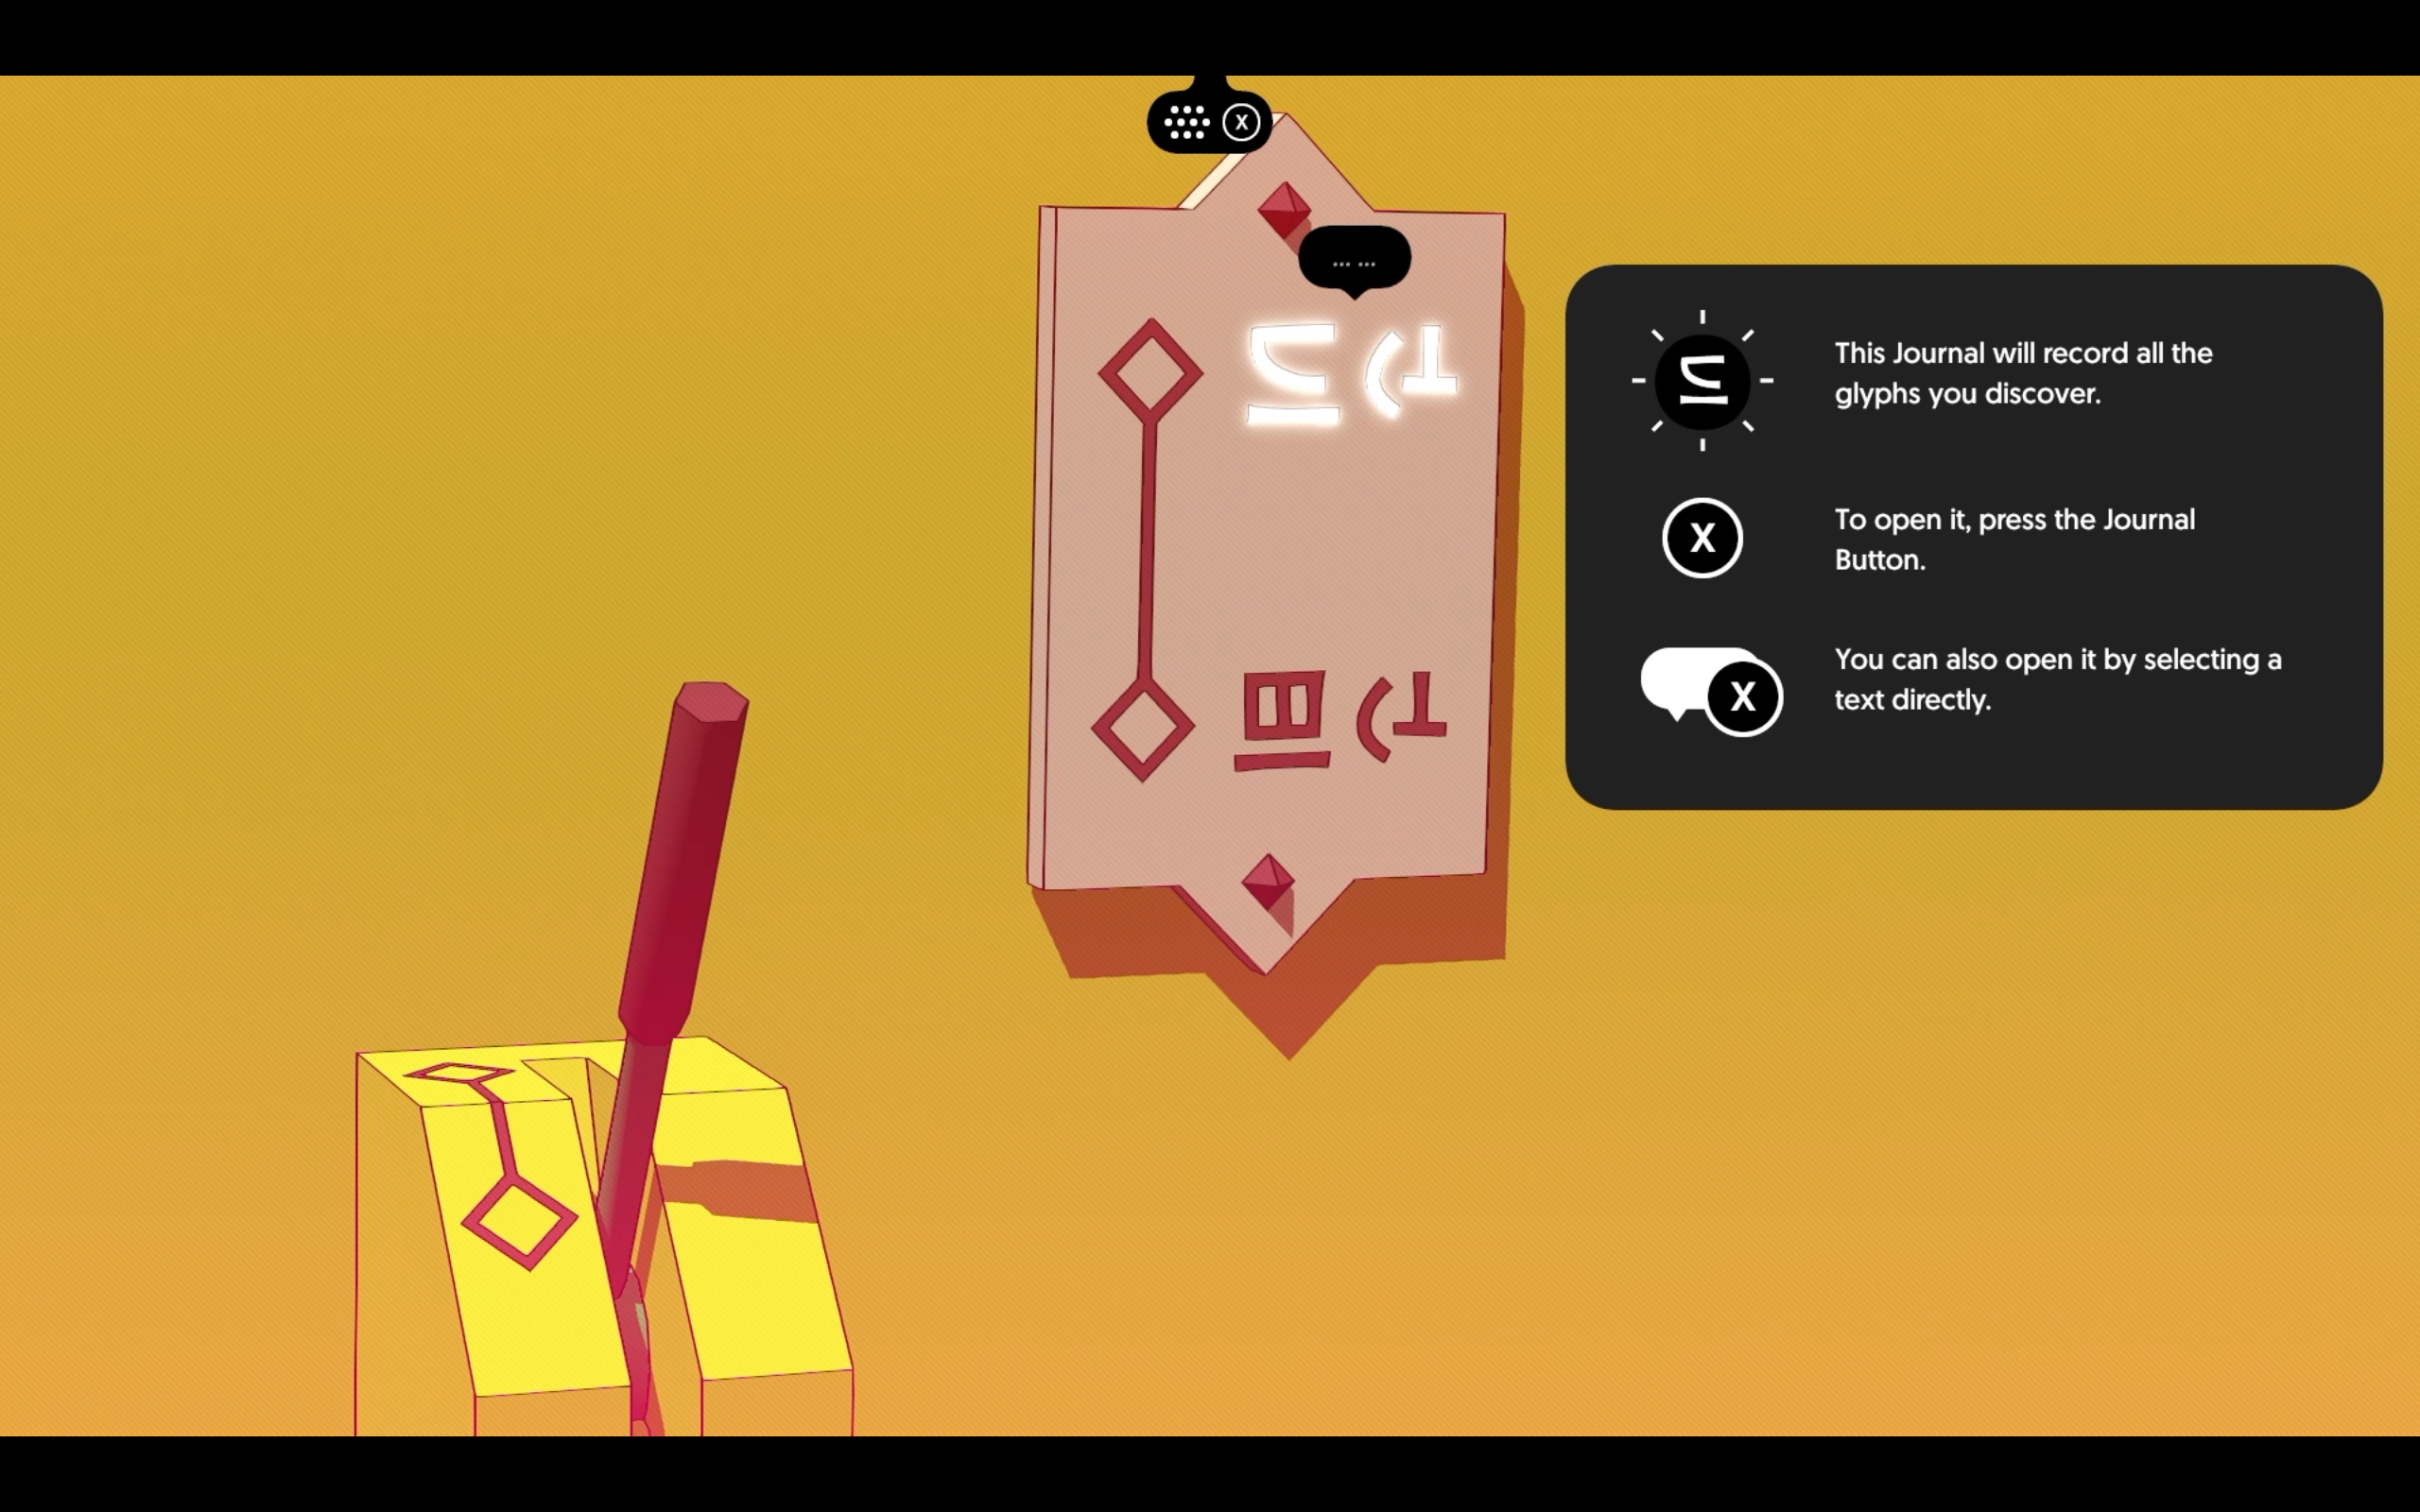 X
... ...
This Journal will record all the
glyphs you discover.
X
To open it, press the Journal
Button.
X
You can also open it by selecting a
text directly.